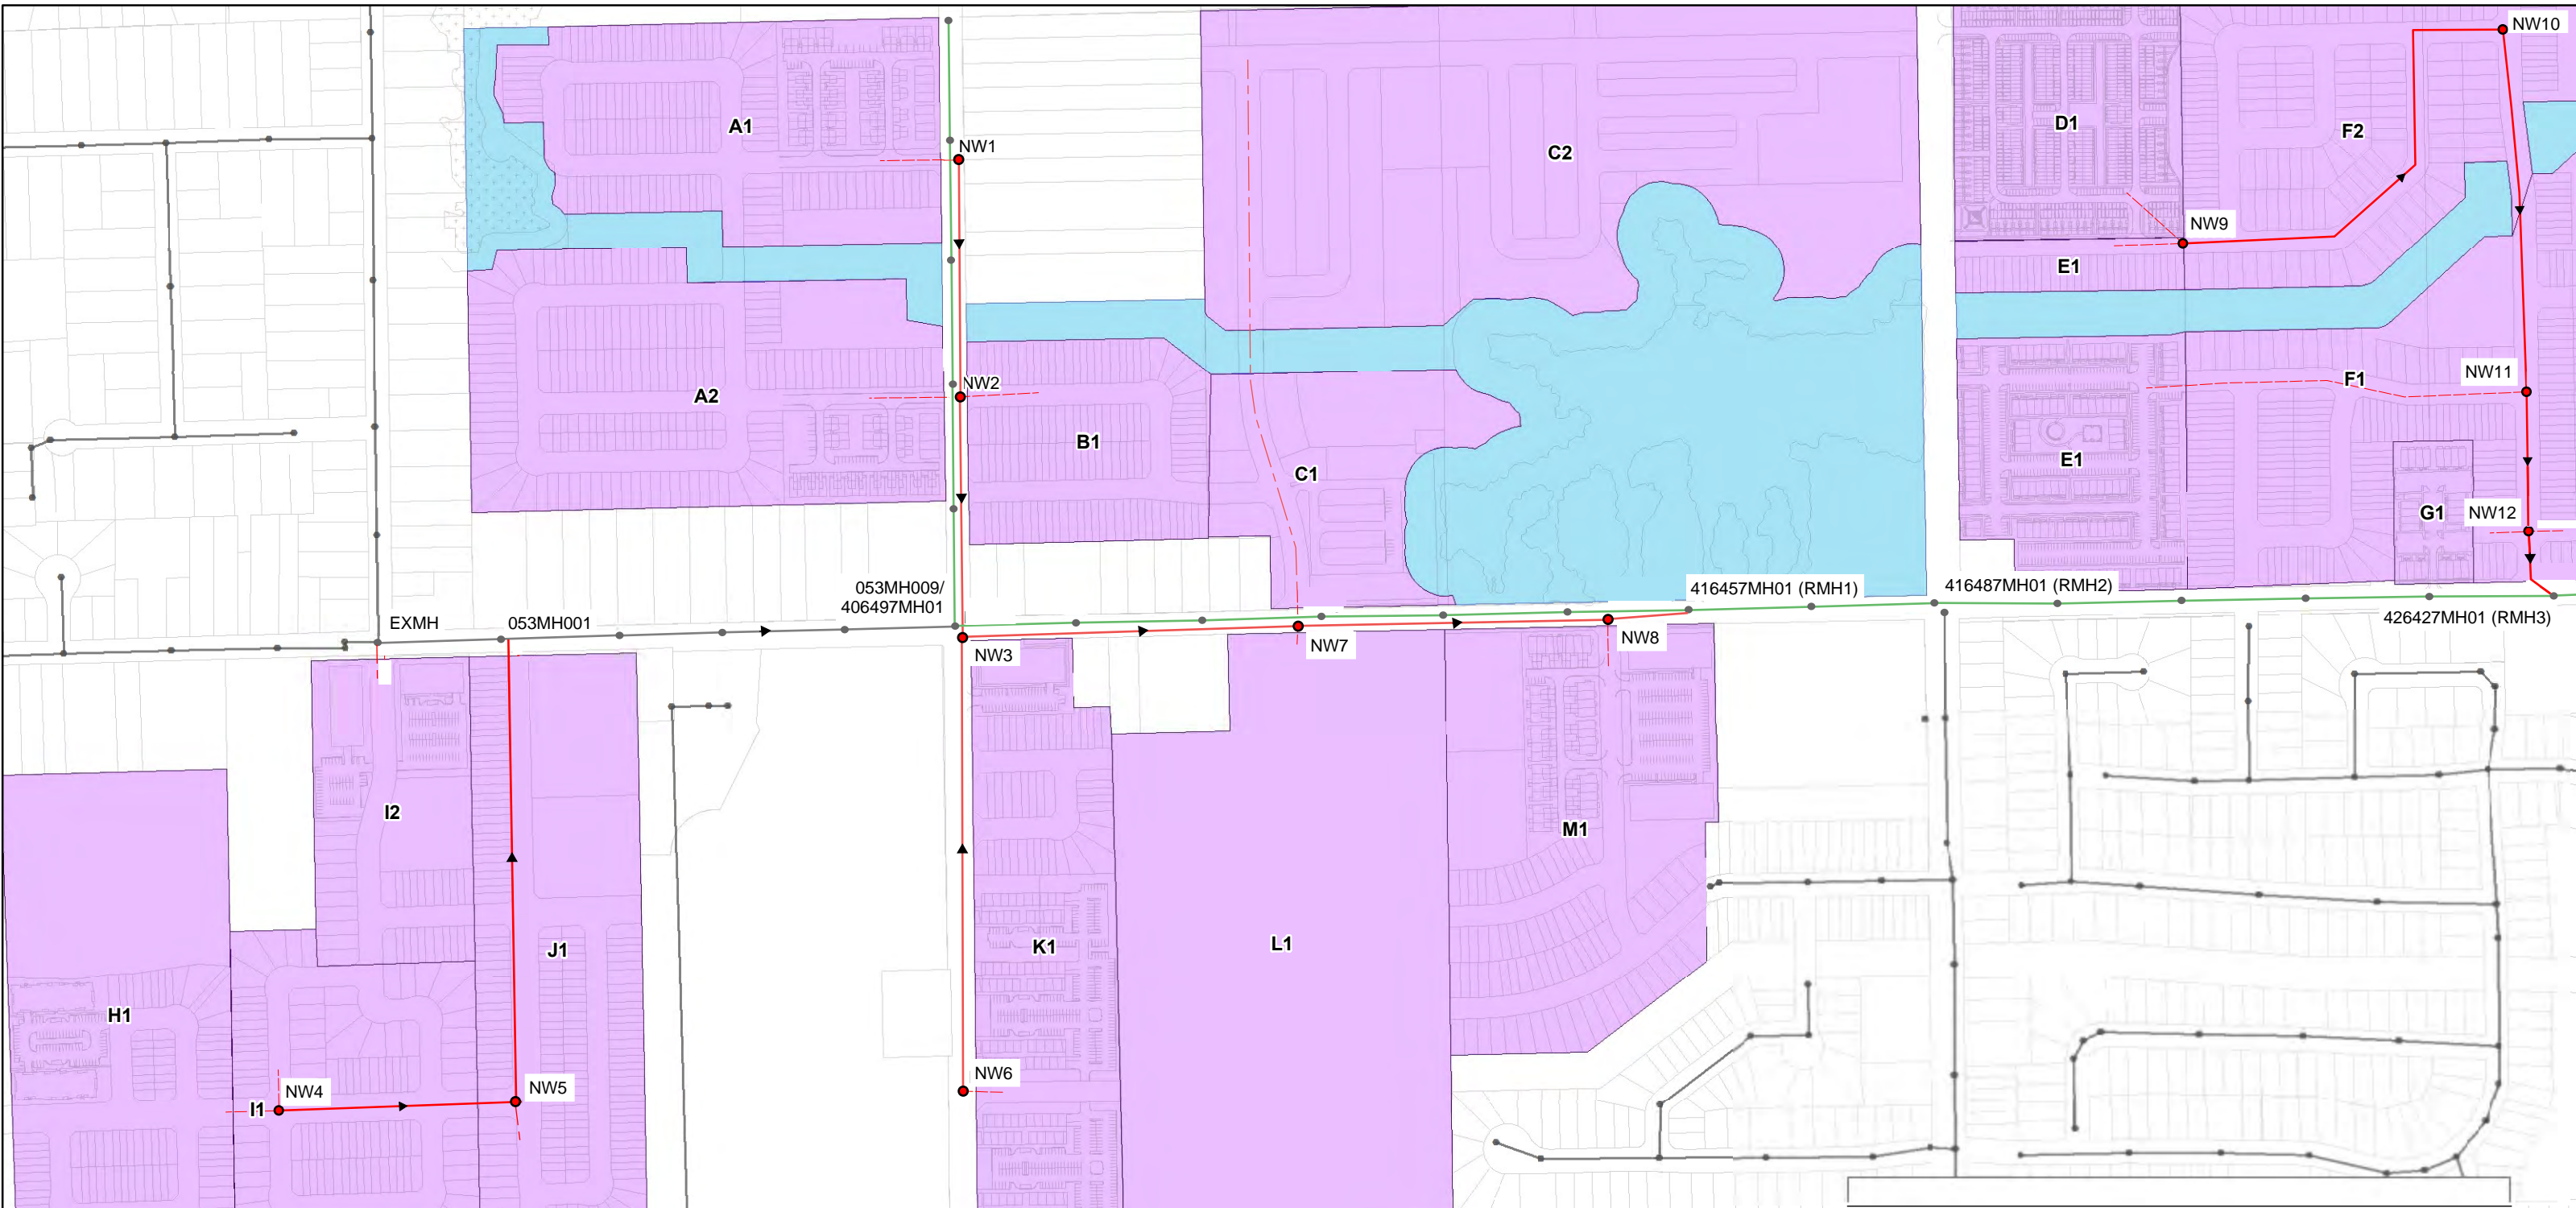 NW10
D1
F2
A1
NW1
C2
NW9
E1
NW11
F1
NW2
A2
B1
C1
E1
G1
NW12
053MH009/
406497MH01
416457MH01 (RMH1)
416487MH01 (RMH2)
426427MH01 (RMH3)
EXMH
053MH001
NW3
NW7
NW8
I2
M1
J1
K1
L1
H1
NW4
NW5
NW6
I1